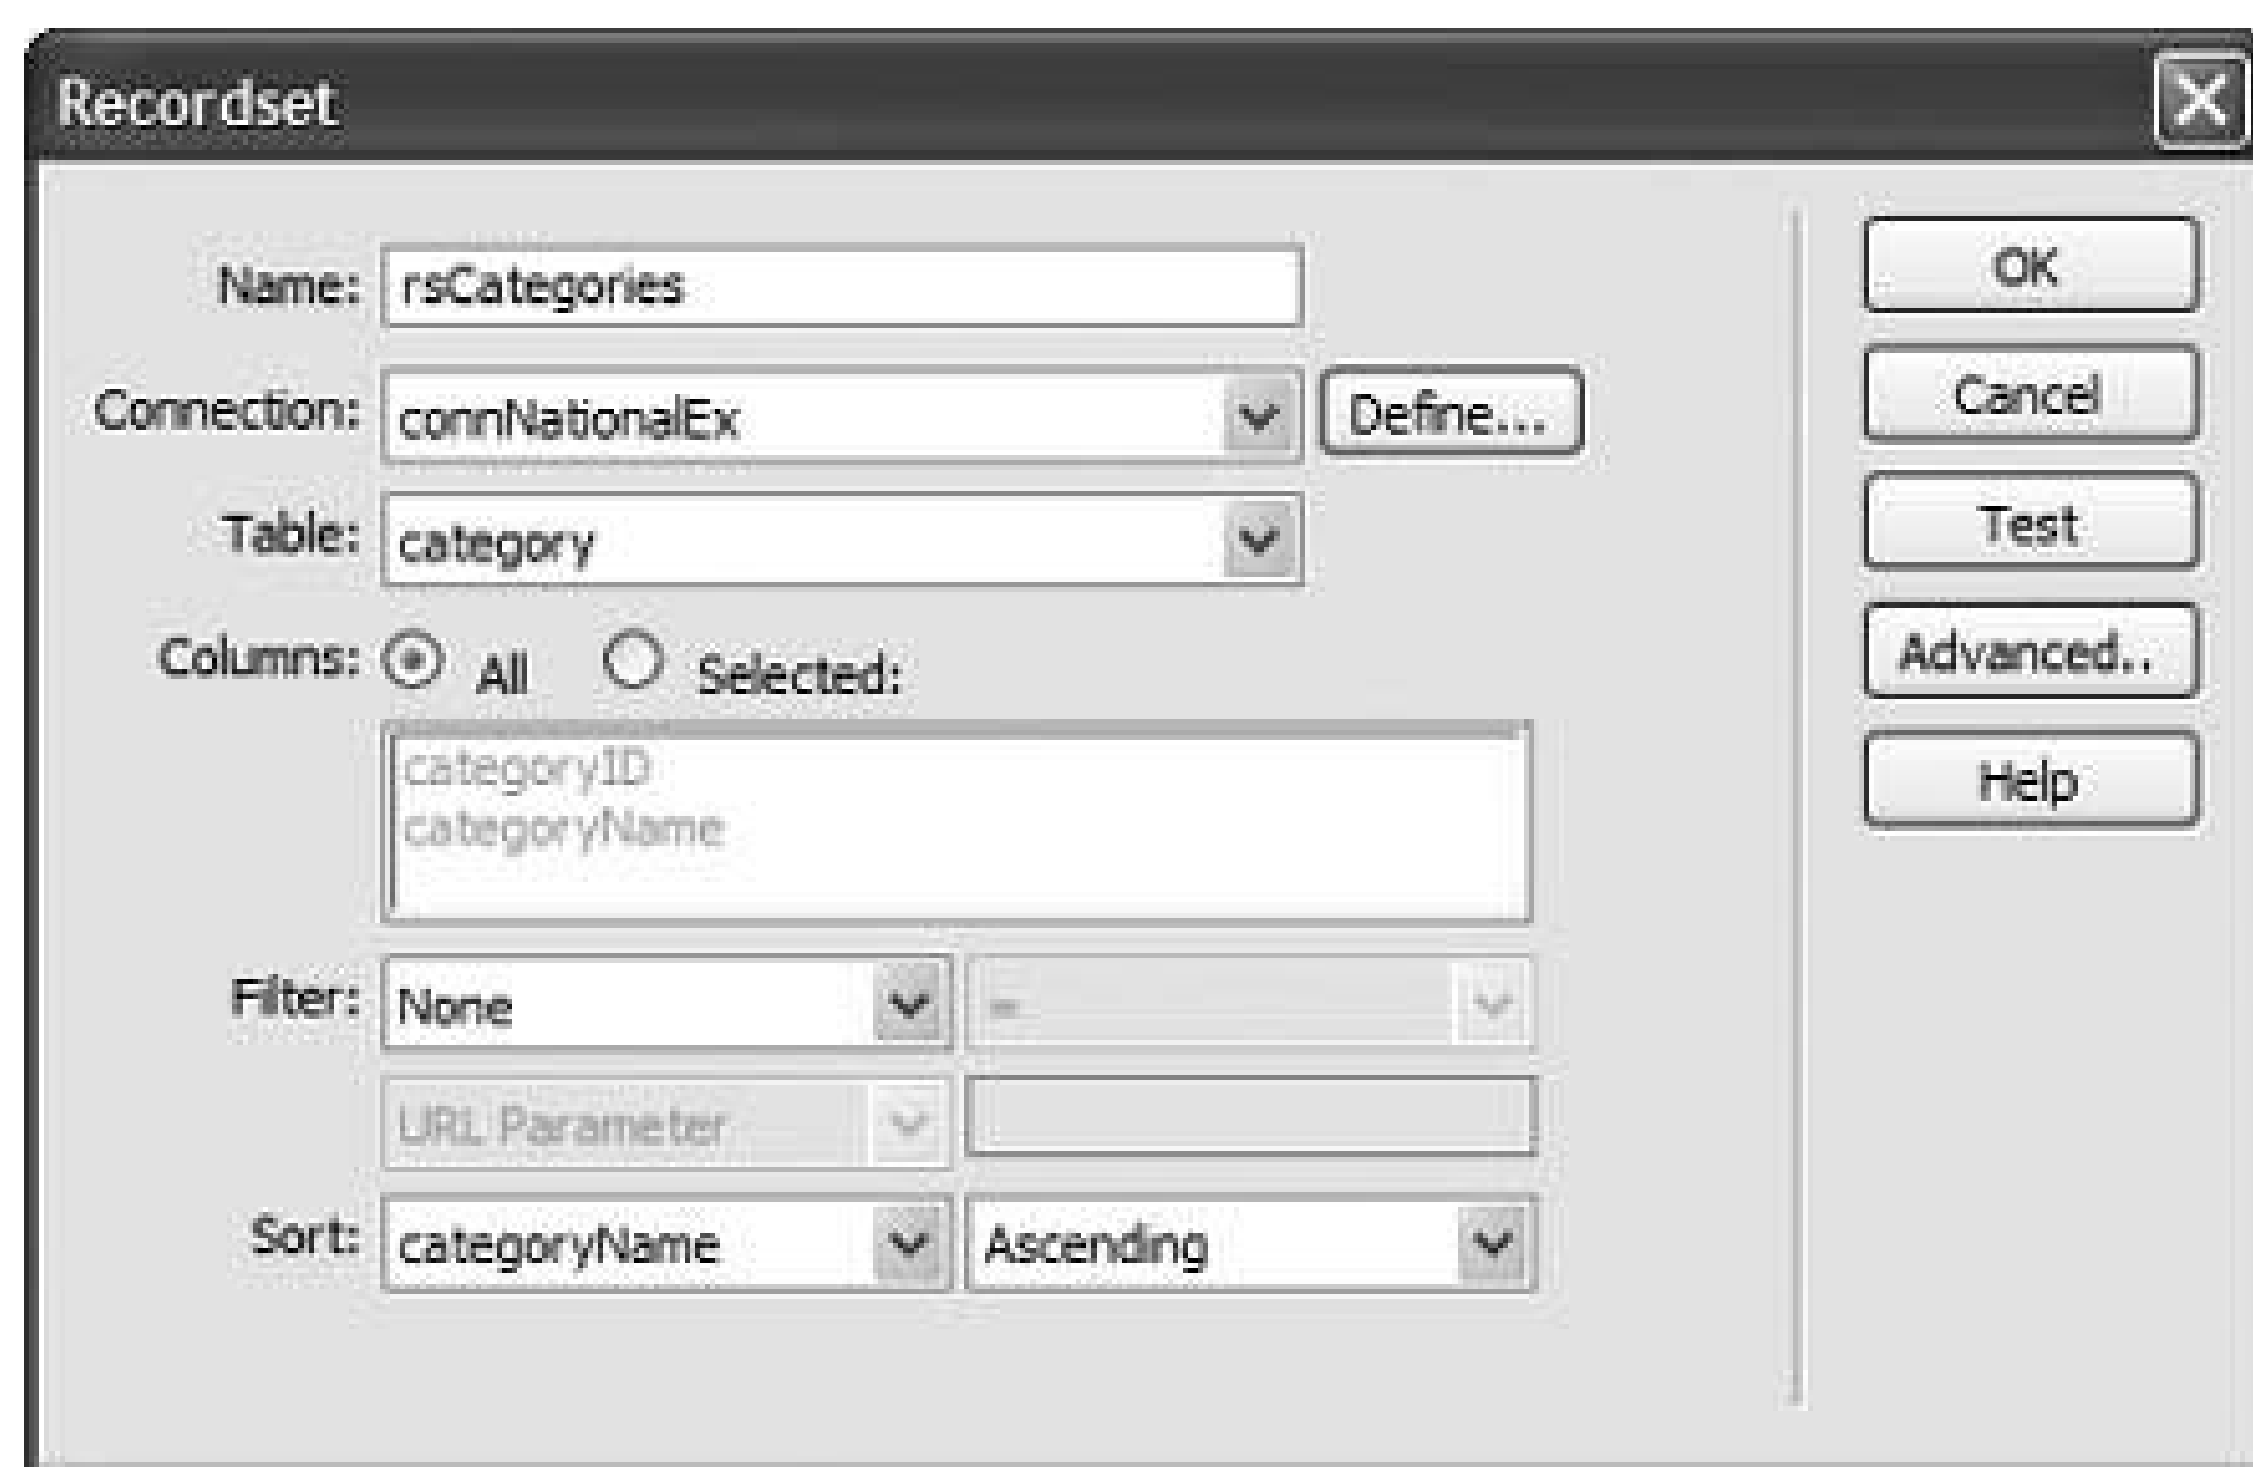 Recordset
Name: rsCategories
Connection: connNationalEx Define...
Table: category
Columns: All Selected:
categoryID
categoryName
Filter: None =
URL Parameter
Sort: categoryName Ascending
OK
Cancel
Test
Advanced..
Help